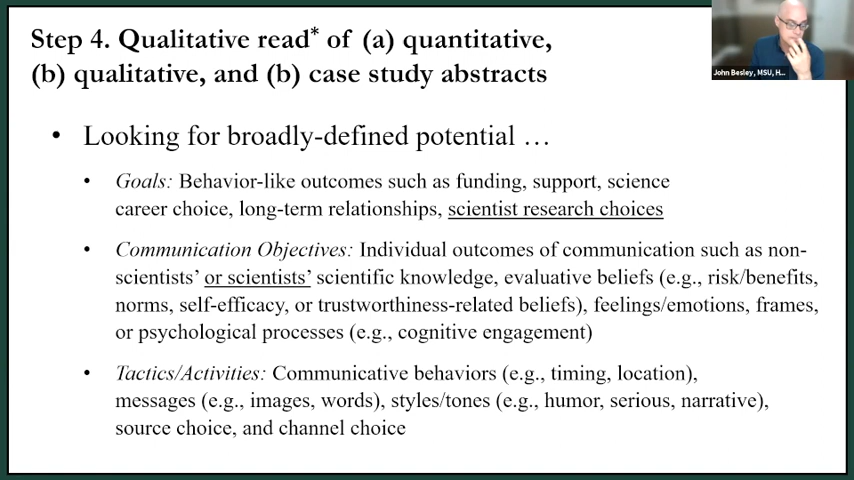 Step 4. Qualitative read* of (a) quantitative,
(b) qualitative, and (b) case study abstracts
John Besley, MSU, H...
• Looking for broadly-defined potential …
• Goals: Behavior-like outcomes such as funding, support, science
career choice, long-term relationships, scientist research choices
• Communication Objectives: Individual outcomes of communication such as non-
scientists’ or scientists’ scientific knowledge, evaluative beliefs (e.g., risk/benefits,
norms, self-efficacy, or trustworthiness-related beliefs), feelings/emotions, frames,
or psychological processes (e.g., cognitive engagement)
• Tactics/Activities: Communicative behaviors (e.g., timing, location),
messages (e.g., images, words), styles/tones (e.g., humor, serious, narrative),
source choice, and channel choice